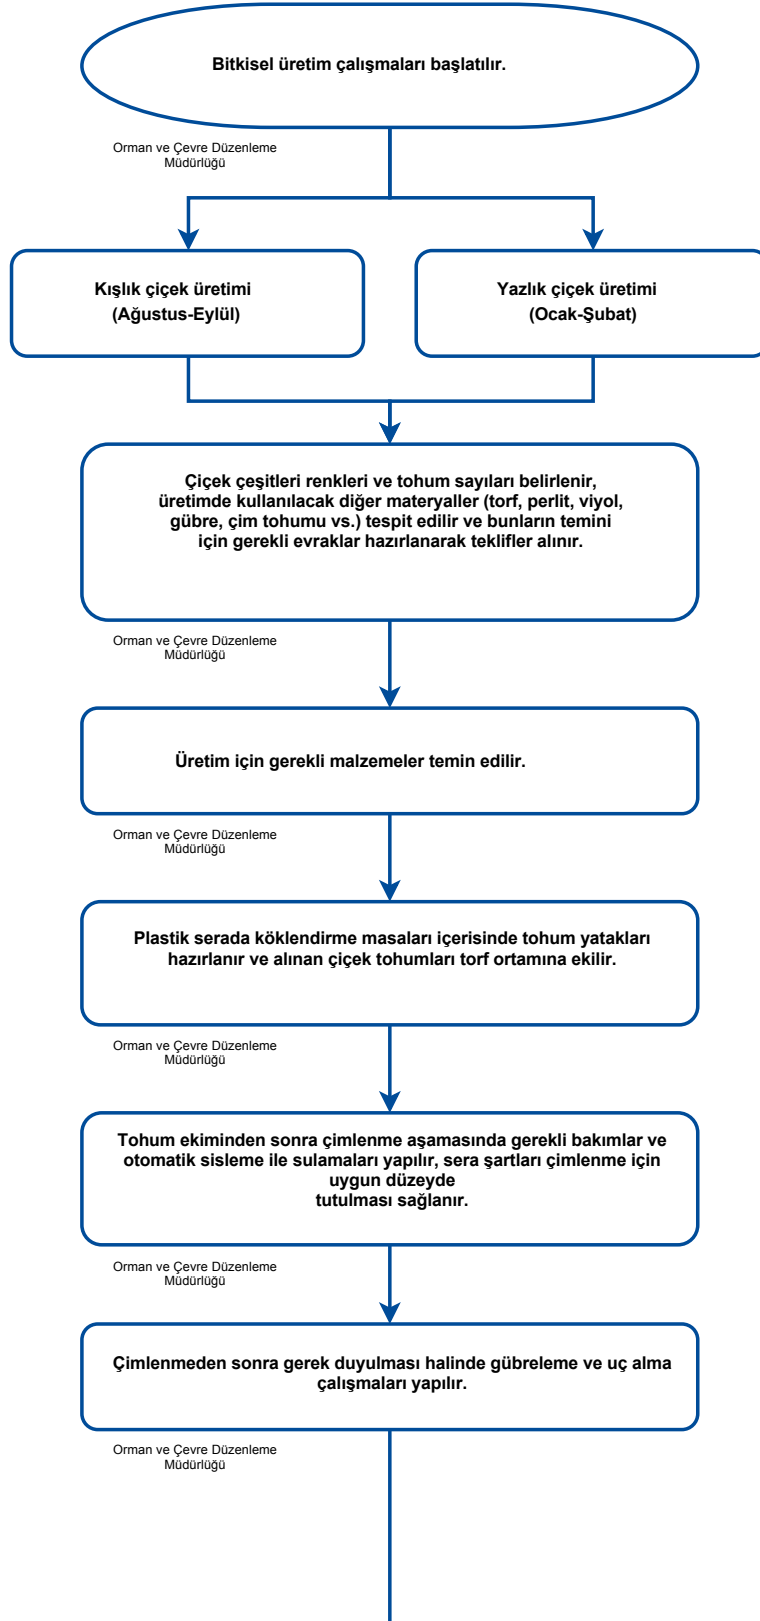 Bitkisel üretim çalışmaları başlatılır.
Orman ve Çevre Düzenleme
Müdürlüğü
Kışlık çiçek üretimi
(Ağustus-Eylül)
Yazlık çiçek üretimi
(Ocak-Şubat)
Çiçek çeşitleri renkleri ve tohum sayıları belirlenir,
üretimde kullanılacak diğer materyaller (torf, perlit, viyol,
gübre, çim tohumu vs.) tespit edilir ve bunların temini
için gerekli evraklar hazırlanarak teklifler alınır.
Orman ve Çevre Düzenleme
Müdürlüğü
Üretim için gerekli malzemeler temin edilir.
Orman ve Çevre Düzenleme
Müdürlüğü
Plastik serada köklendirme masaları içerisinde tohum yatakları
hazırlanır ve alınan çiçek tohumları torf ortamına ekilir.
Orman ve Çevre Düzenleme
Müdürlüğü
Tohum ekiminden sonra çimlenme aşamasında gerekli bakımlar ve
otomatik sisleme ile sulamaları yapılır, sera şartları çimlenme için
uygun düzeyde
tutulması sağlanır.
Orman ve Çevre Düzenleme
Müdürlüğü
Çimlenmeden sonra gerek duyulması halinde gübreleme ve uç alma
çalışmaları yapılır.
Orman ve Çevre Düzenleme
Müdürlüğü